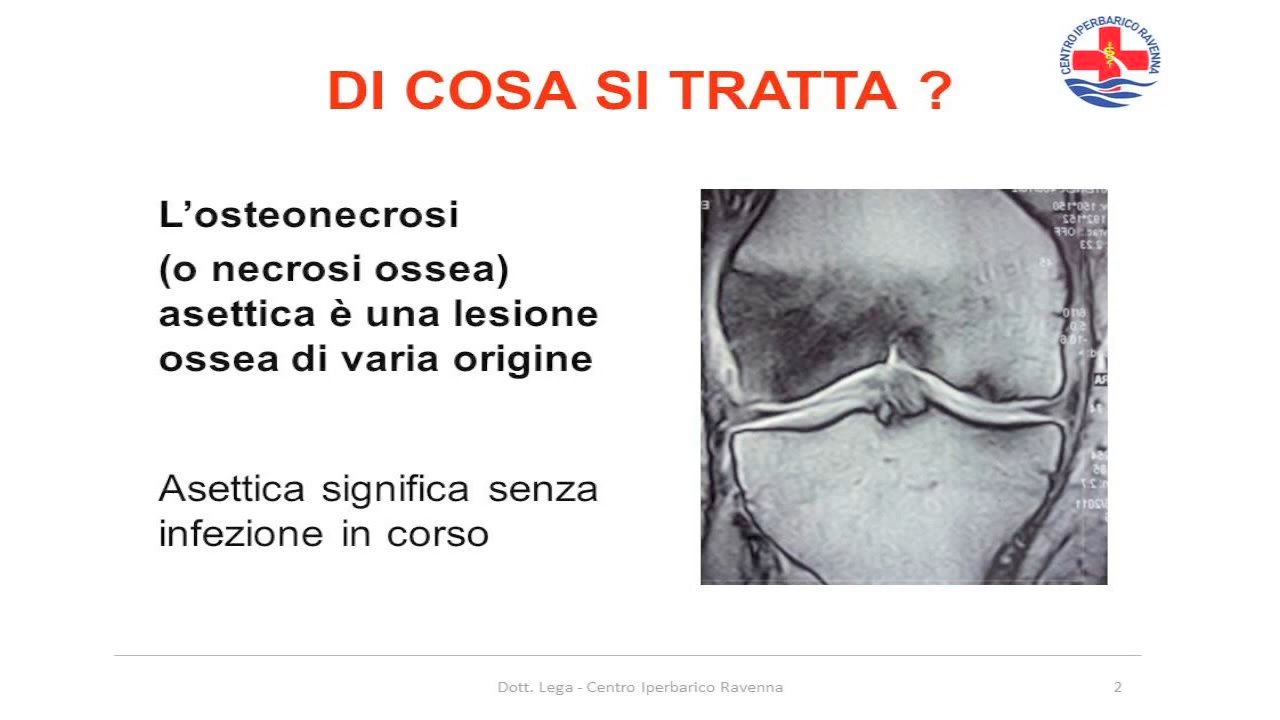 CENTRO IPERBARICO RAVENNA
DI COSA SI TRATTA ?
L’osteonecrosi
(o necrosi ossea)
asettica è una lesione
ossea di varia origine
Asettica significa senza
infezione in corso
Dott. Lega - Centro Iperbarico Ravenna
2